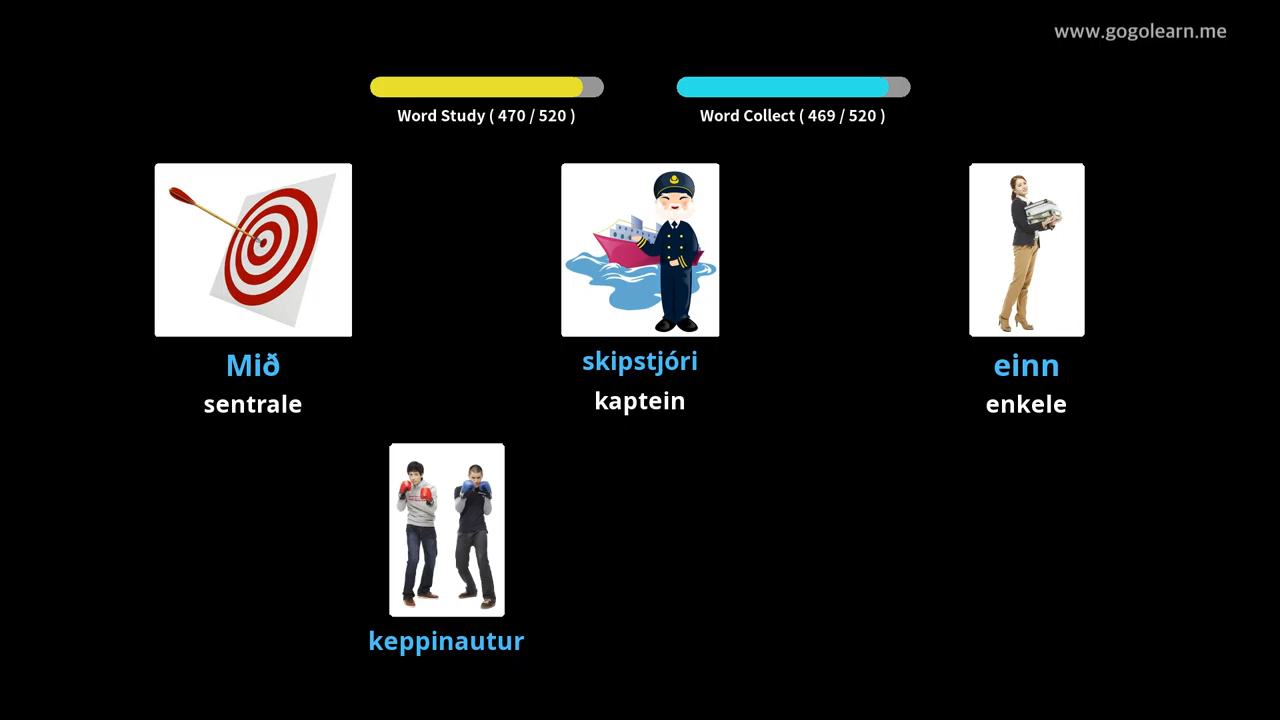 www.gogolearn.me
Word Study ( 470 / 520 )
Word Collect ( 469 / 520 )
Mið
sentrale
skipstjóri
kaptein
einn
enkele
keppinautur